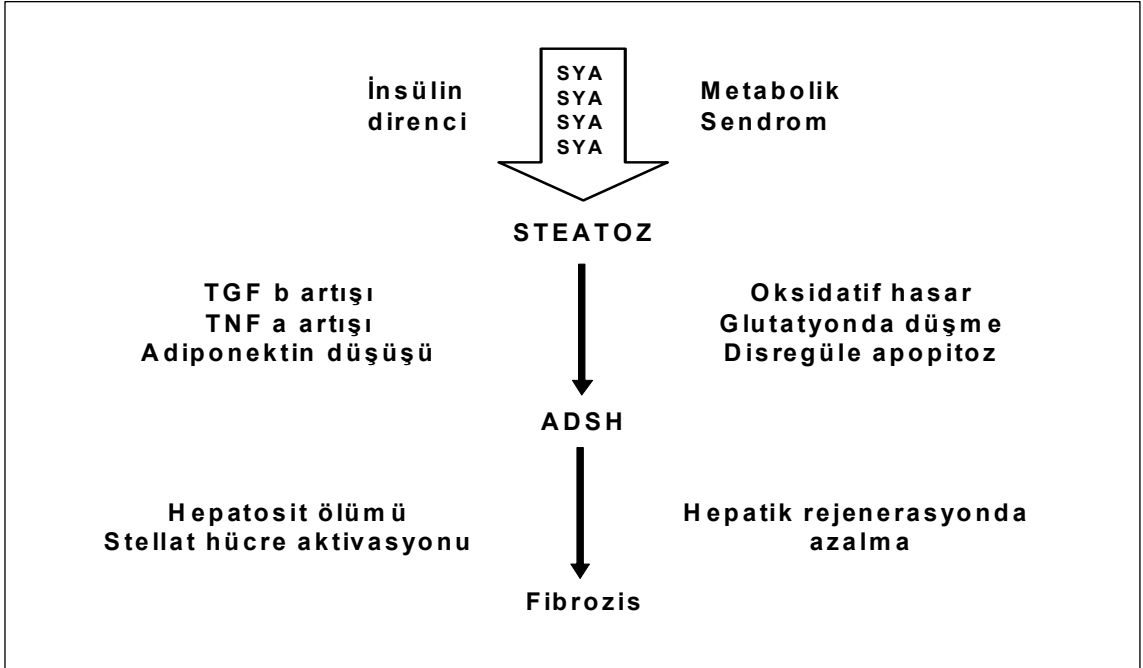 İnsülin
direnci
SYA
SYA
SYA
SYA
Metabolik
Sendrom
STEATOZ
TGF b artışı
TNF a artışı
Adiponektin düşüşü
Oksidatif hasar
Glutatyonda düşme
Disregüle apopitoz
ADSH
Hepatosit ölümü
Stellat hücre aktivasyonu
Hepatik rejenerasyonda
azalma
Fibrozis